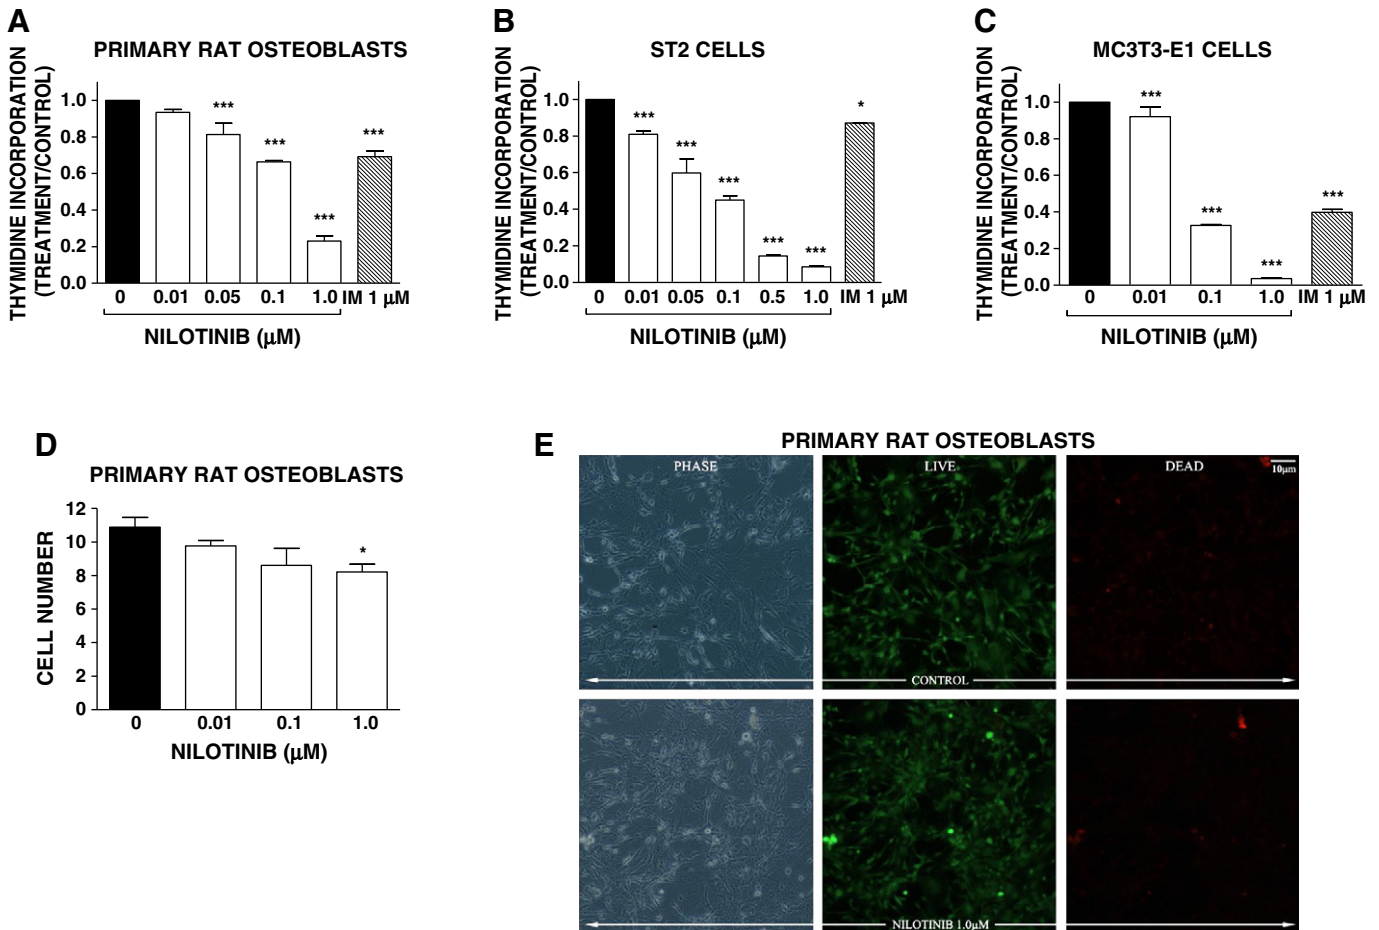 A
PRIMARY RAT OSTEOBLASTS
THYMIDINE INCORPORATION
(TREATMENT/CONTROL)
1.0
0.8
0.6
0.4
0.2
0.0
***
***
***
***
0 0.01 0.05 0.1 1.0 IM 1 μM
NILOTINIB (μM)
B
ST2 CELLS
THYMIDINE INCORPORATION
(TREATMENT/CONTROL)
1.0
0.8
0.6
0.4
0.2
0.0
***
***
***
***
***
*
0 0.01 0.05 0.1 0.5 1.0 IM 1 μM
NILOTINIB (μM)
C
MC3T3-E1 CELLS
THYMIDINE INCORPORATION
(TREATMENT/CONTROL)
1.0
0.8
0.6
0.4
0.2
0.0
***
***
***
***
0 0.01 0.1 1.0 IM 1 μM
NILOTINIB (μM)
D
PRIMARY RAT OSTEOBLASTS
CELL NUMBER
12
10
8
6
4
2
0
*
0 0.01 0.1 1.0
NILOTINIB (μM)
E
PRIMARY RAT OSTEOBLASTS
PHASE LIVE DEAD
10μm
CONTROL
NILOTINIB 1.0μM